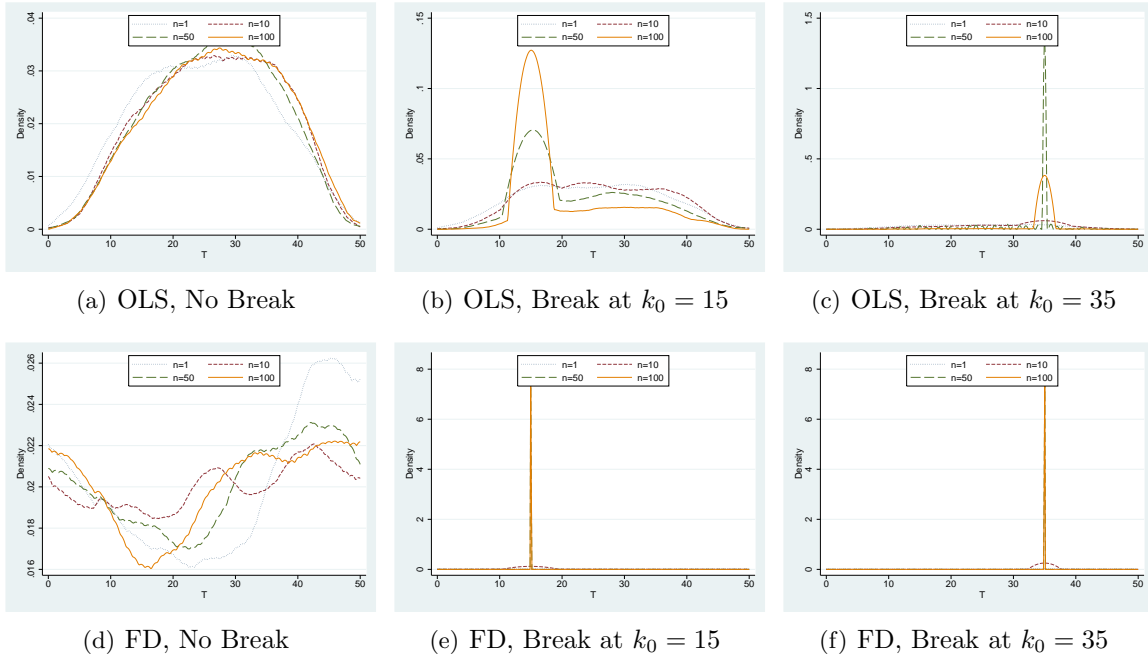 n=1 n=10
n=50 n=100
Density
0 .01 .02 .03 .04
0 10 20 30 40 50
T
(a) OLS, No Break
n=1 n=10
n=50 n=100
Density
0 .05 .1 .15
0 10 20 30 40 50
T
(b) OLS, Break at k₀ = 15
n=1 n=10
n=50 n=100
Density
0 .5 1 1.5
0 10 20 30 40 50
T
(c) OLS, Break at k₀ = 35
n=1 n=10
n=50 n=100
Density
.016 .018 .02 .022 .024 .026
0 10 20 30 40 50
T
(d) FD, No Break
n=1 n=10
n=50 n=100
Density
0 2 4 6 8
0 10 20 30 40 50
T
(e) FD, Break at k₀ = 15
n=1 n=10
n=50 n=100
Density
0 2 4 6 8
0 10 20 30 40 50
T
(f) FD, Break at k₀ = 35